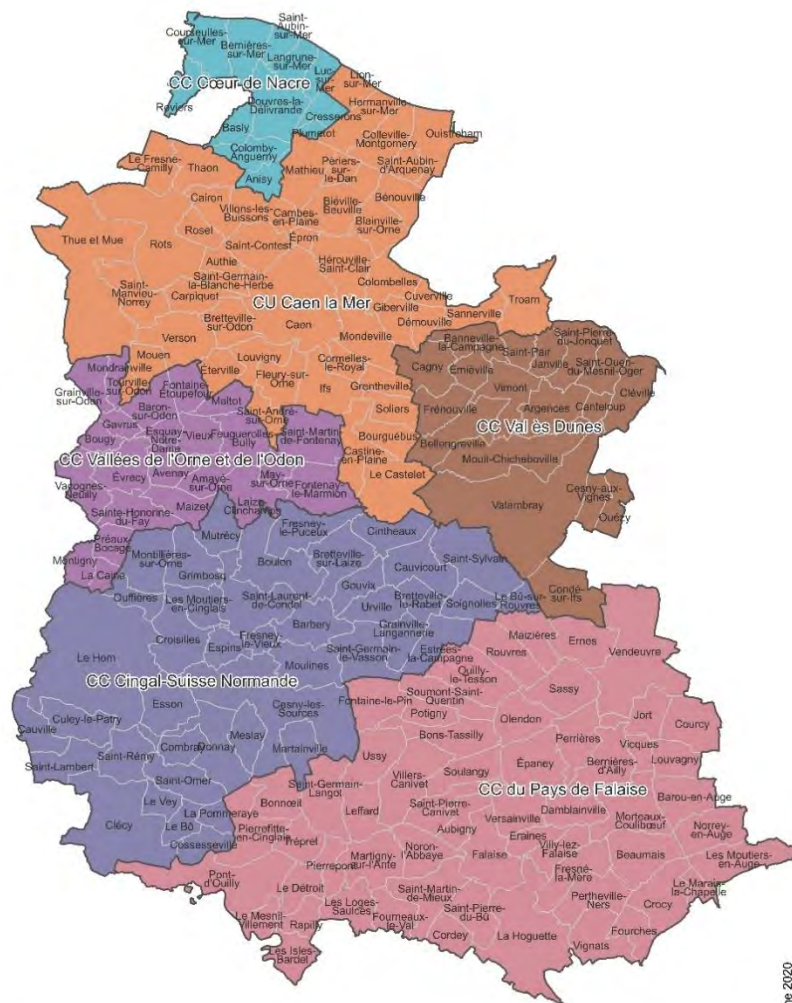 Saint-
Aubin-
sur-Mer
Courseulles-
sur-Mer
Bernières-
sur-Mer
Langrune-
sur-Mer
Luc-
sur-
Mer
Lion-
sur-Mer
CC Cœur de Nacre
Reviers
Douvres-la-
Délivrande
Hermanville-
sur-Mer
Cresserons
Basly
Plumetot
Colleville-
Montgomery
Ouistreham
Colomby-
Anguerny
Anisy
Mathieu
Périers-
sur-
le-Dan
Saint-Aubin-
d'Arquenay
Le Fresne-
Camilly
Thaon
Bénouville
Cairon
Villons-les-
Buissons
Cambes-
en-Plaine
Biéville-
Beuville
Blainville-
sur-Orne
Rosel
Thue et Mue
Rots
Saint-Contest
Épron
Authie
Hérouville-
Saint-Clair
Saint-Germain-
la-Blanche-Herbe
Colombelles
Saint-
Manvieu-
Norrey
Carpiquet
CU Caen la Mer
Cuverville
Giberville
Démouville
Sannerville
Troarn
Bretteville-
sur-Odon
Caen
Mondeville
Verson
Mouen
Louvigny
Cormelles-
le-Royal
Banneville-
la-Campagne
Saint-Pierre-
du-Jonquet
Saint-Pair
Janville
Saint-Ouen-
du-Mesnil-Oger
Cagny
Émiéville
Mondrainville
Éterville
Fleury-sur-
Orne
Ifs
Grentheville
Vimont
Cléville
Grainville-
sur-Odon
Tourville-
sur-Odon
Fontaine-
Étoupefour
Maltot
Frénouville
Argences
Canteloup
Baron-
sur-Odon
Saint-André-
sur-Orne
Soliers
CC Val ès Dunes
Gavrus
Bougy
Esquay-
Notre-
Dame
Vieux
Feuguerolles-
Bully
Saint-Martin-
de-Fontenay
Bourguébus
Bellengreville
Moult-Chicheboville
CC Vallées de l'Orne et de l'Odon
Castine-
en-Plaine
Le Castelet
Évrecy
Avenay
Amayé-
sur-Orne
May-
sur-Orne
Fontenay-
le-Marmion
Vacognes-
Neuilly
Cesny-aux-
Vignes
Ouézy
Valambray
Sainte-Honorine-
du-Fay
Maizet
Laize-
Clinchamps
Préaux-
Bocage
Montigny
La Caine
Mutrécy
Fresney-
le-Puceux
Cintheaux
Montillières-
sur-Orne
Grimbosq
Boulon
Bretteville-
sur-Laize
Cauvicourt
Saint-Sylvain
Condé-
sur-Ifs
Ouffières
Les Moutiers-
en-Cinglais
Saint-Laurent-
de-Condel
Gouvix
Urville
Bretteville-
le-Rabet
Soignolles
Le Bû-sur-
Rouvres
Barbery
Grainville-
Langannerie
Croisilles
Espins
Fresney-
le-Vieux
Saint-Germain-
le-Vasson
Estrées-
la-Campagne
Maizières
Rouvres
Ernes
Vendeuvre
Le Hom
Moulines
Quilly-
le-Tesson
Sassy
CC Cingal-Suisse Normande
Cesny-les-
Sources
Fontaine-le-Pin
Soumont-Saint-
Quentin
Potigny
Olendon
Jort
Courcy
Esson
Culey-le-Patry
Cauville
Meslay
Martainville
Bons-Tassilly
Perrières
Vicques
Combray
Donnay
Ussy
Saint-Rémy
Saint-Lambert
Soulangy
Épaney
Bernières-
d'Ailly
Louvagny
Villers-
Canivet
Saint-Omer
Saint-Germain-
Langot
CC du Pays de Falaise
Barou-en-Auge
Le Vey
La Pommeraye
Bonnœil
Leffard
Saint-Pierre-
Canivet
Damblainville
Versainville
Morteaux-
Coulibœuf
Norrey-
en-Auge
Clécy
Le Bô
Cossesseville
Pierrefitte-
en-Cinglais
Tréprel
Aubigny
Eraines
Noron-
l'Abbaye
Falaise
Villy-lez-
Falaise
Beaumais
Les Moutiers-
en-Auge
Pierrepont
Martigny-
sur-l'Ante
Fresné-
la-Mère
Pont-
d'Ouilly
Le Détroit
Saint-Martin-
de-Mieux
Pertheville-
Ners
Le Marais-
la-Chapelle
Crocy
Les Loges-
Saulces
Fourneaux-
le-Val
Saint-Pierre-
du-Bû
Le Mesnil-
Villement
Rapilly
Cordey
La Hoguette
Fourches
Vignats
Les Isles-
Bardel
2020